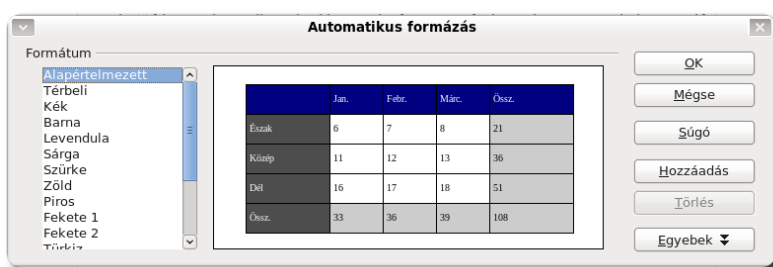 Automatikus formázás
Formátum
Alapértelmezett
Térbeli
Kék
Barna
Levendula
Sárga
Szürke
Zöld
Piros
Fekete 1
Fekete 2
Türkiz
Jan. Febr. Márc. Össz.
Észak 6 7 8 21
Közép 11 12 13 36
Dél 16 17 18 51
Össz. 33 36 39 108
OK
Mégse
Súgó
Hozzáadás
Törlés
Egyebek